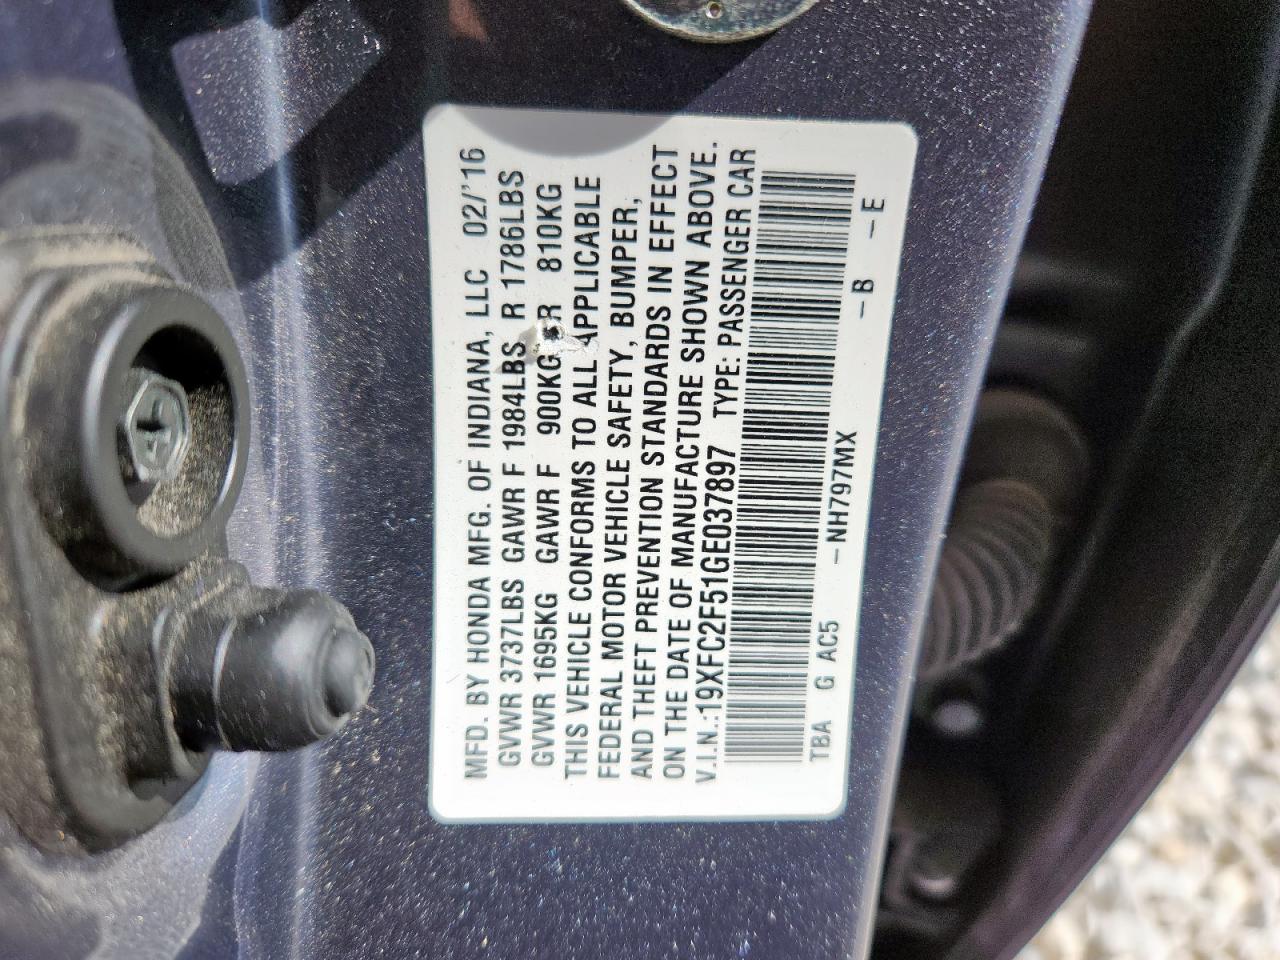 MFD. BY HONDA MFG. OF INDIANA, LLC 02/'16
GVWR 3737LBS GAWR F 1984LBS R 1786LBS
GVWR 1695KG GAWR F 900KG R 810KG
THIS VEHICLE CONFORMS TO ALL APPLICABLE
FEDERAL MOTOR VEHICLE SAFETY, BUMPER,
AND THEFT PREVENTION STANDARDS IN EFFECT
ON THE DATE OF MANUFACTURE SHOWN ABOVE.
V.I.N.:19XFC2F51GE037897 TYPE: PASSENGER CAR
TBA G AC5 –NH797MX –B –E